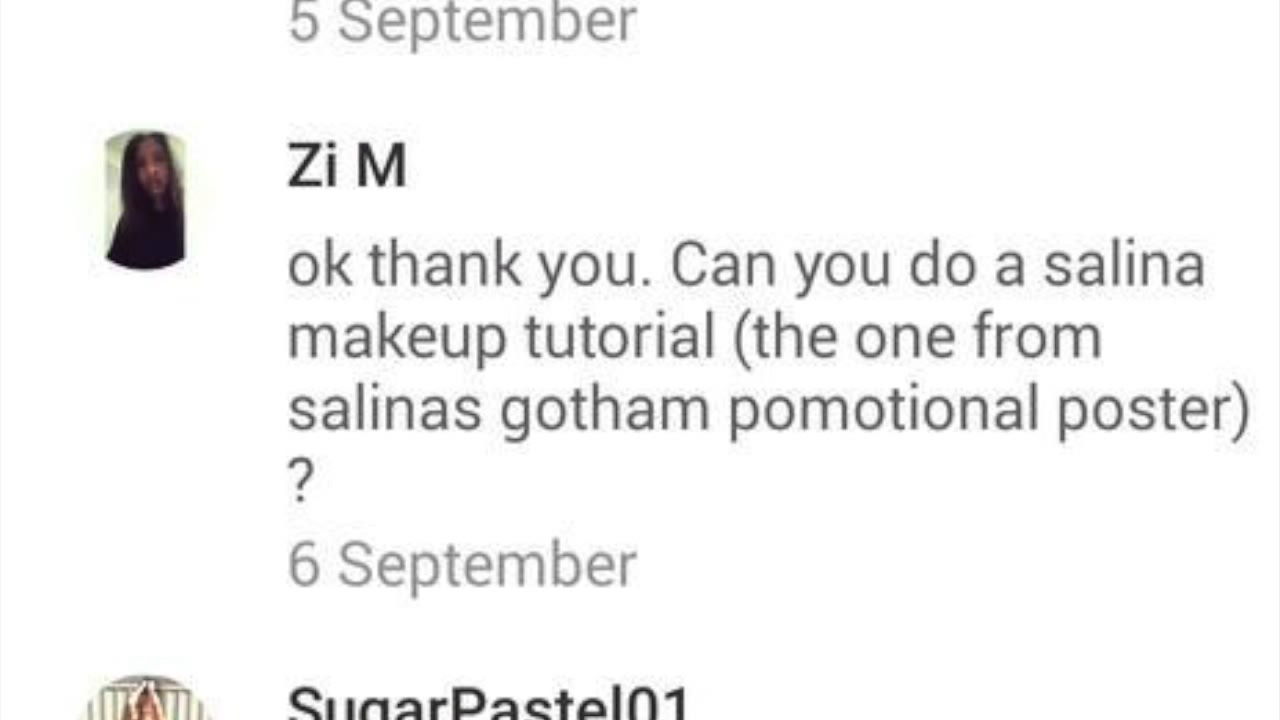 5 September
Zi M
ok thank you. Can you do a salina
makeup tutorial (the one from
salinas gotham pomotional poster)
?
6 September
SugarPastel01